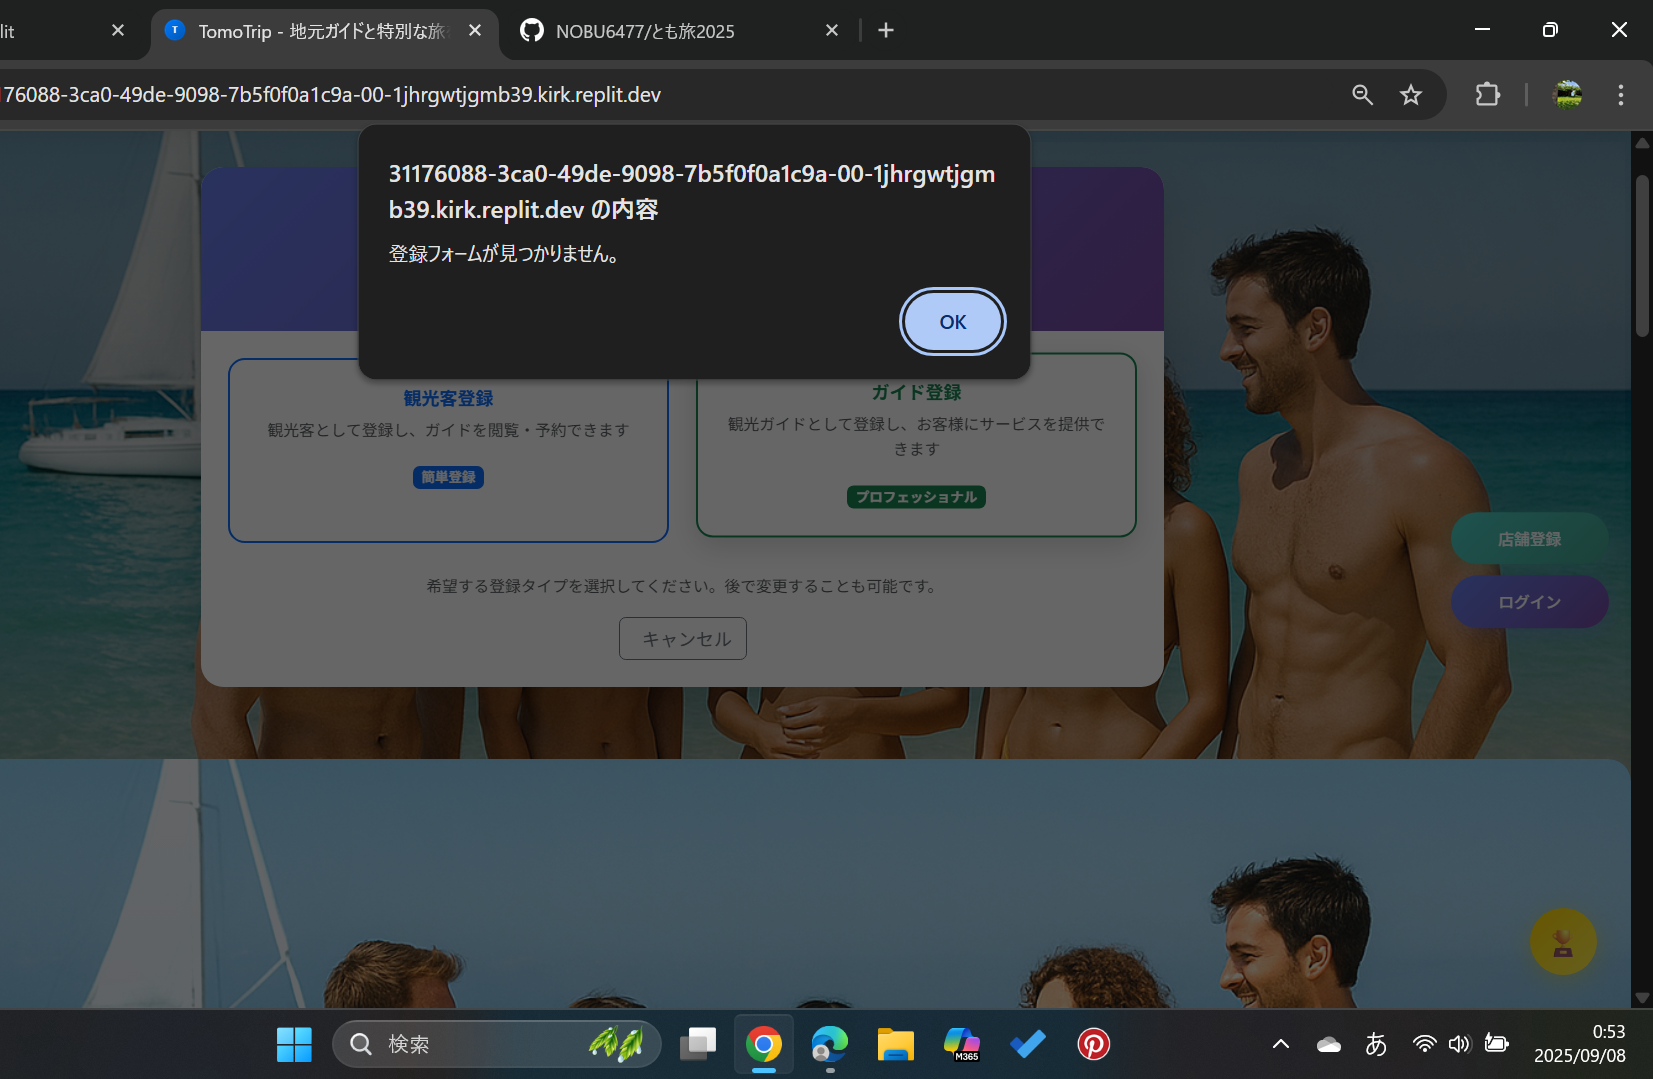 lit
TomoTrip - 地元ガイドと特別な旅を
NOBU6477/とも旅2025
176088-3ca0-49de-9098-7b5f0f0a1c9a-00-1jhrgwtjgmb39.kirk.replit.dev
31176088-3ca0-49de-9098-7b5f0f0a1c9a-00-1jhrgwtjgm
b39.kirk.replit.dev の内容
登録フォームが見つかりません。
OK
観光客登録
観光客として登録し、ガイドを閲覧・予約できます
簡単登録
ガイド登録
観光ガイドとして登録し、お客様にサービスを提供で
きます
プロフェッショナル
希望する登録タイプを選択してください。後で変更することも可能です。
キャンセル
店舗登録
ログイン
検索
M365
あ
0:53
2025/09/08